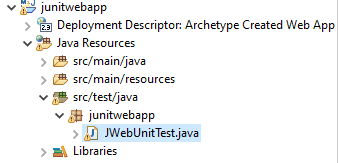 junitwebapp
Deployment Descriptor: Archetype Created Web App
Java Resources
src/main/java
src/main/resources
src/test/java
junitwebapp
JWebUnitTest.java
Libraries